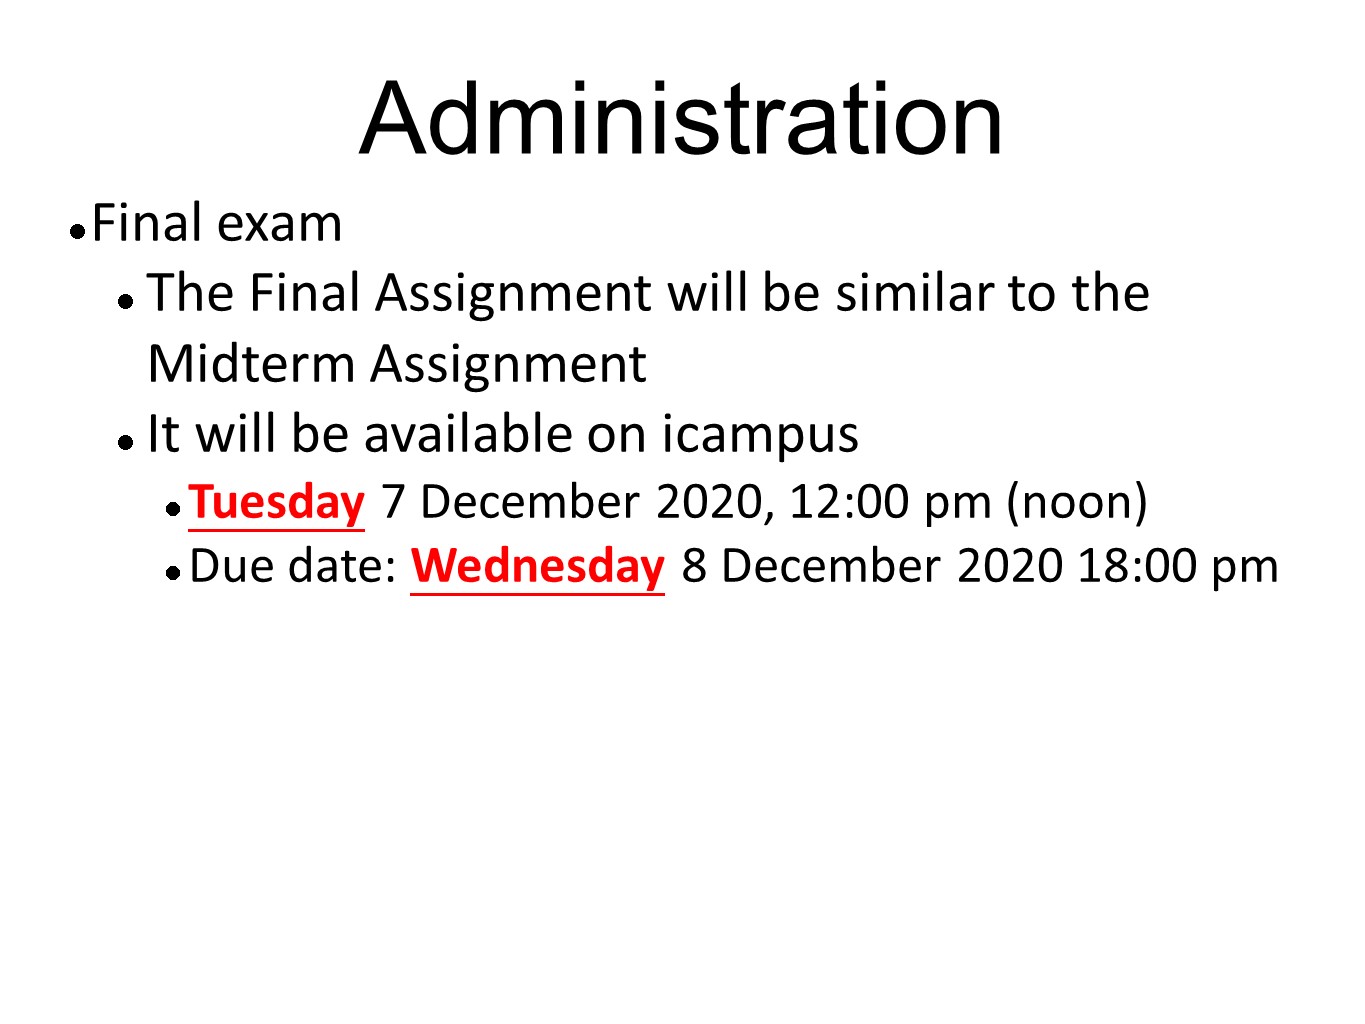 Administration
Final exam
The Final Assignment will be similar to the
Midterm Assignment
It will be available on icampus
Tuesday 7 December 2020, 12:00 pm (noon)
Due date: Wednesday 8 December 2020 18:00 pm